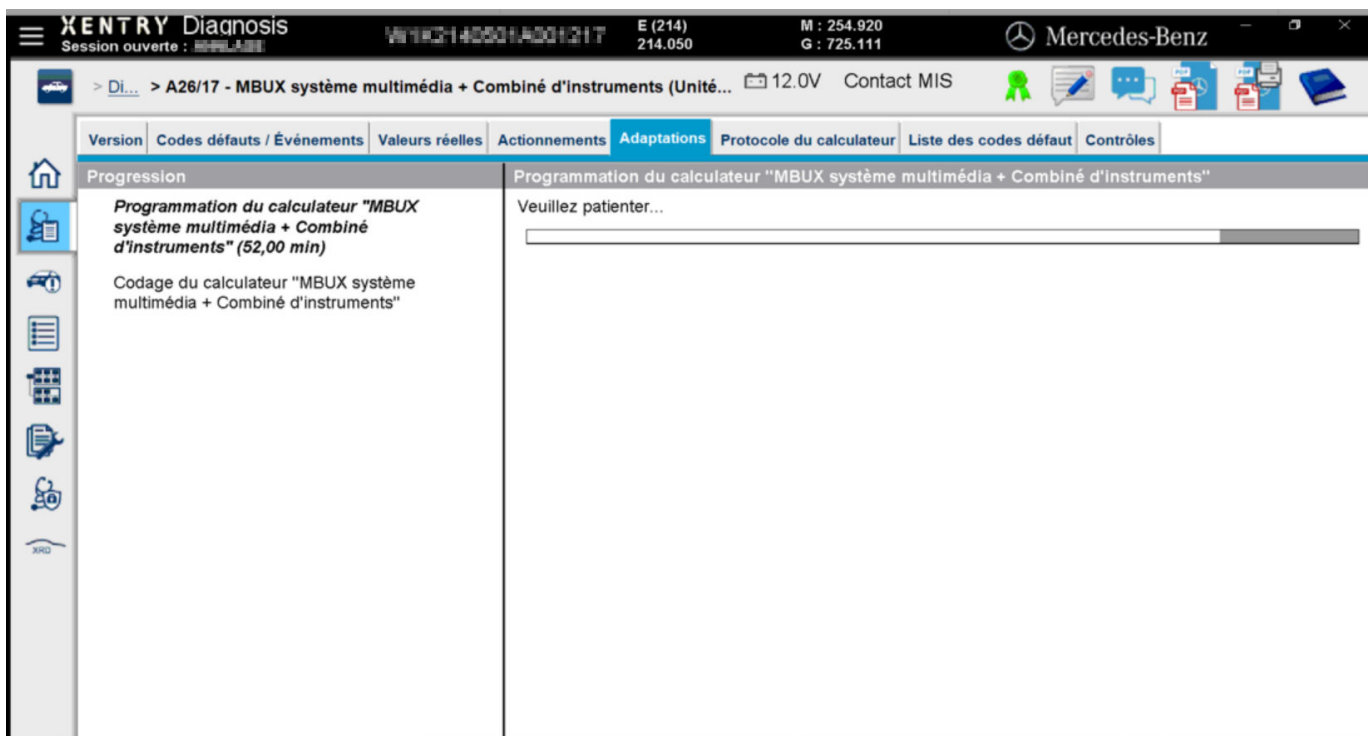 XENTRY Diagnosis
Session ouverte :
E (214)
214.050
M : 254.920
G : 725.111
Mercedes-Benz
> Di... > A26/17 - MBUX système multimédia + Combiné d'instruments (Unité...
12.0V Contact MIS
PDF
PDF
PDF
Version Codes défauts / Événements Valeurs réelles Actionnements Adaptations Protocole du calculateur Liste des codes défaut Contrôles
Progression
Programmation du calculateur "MBUX
système multimédia + Combiné
d'instruments" (52,00 min)
Codage du calculateur "MBUX système
multimédia + Combiné d'instruments"
Programmation du calculateur "MBUX système multimédia + Combiné d'instruments"
Veuillez patienter...
XRD